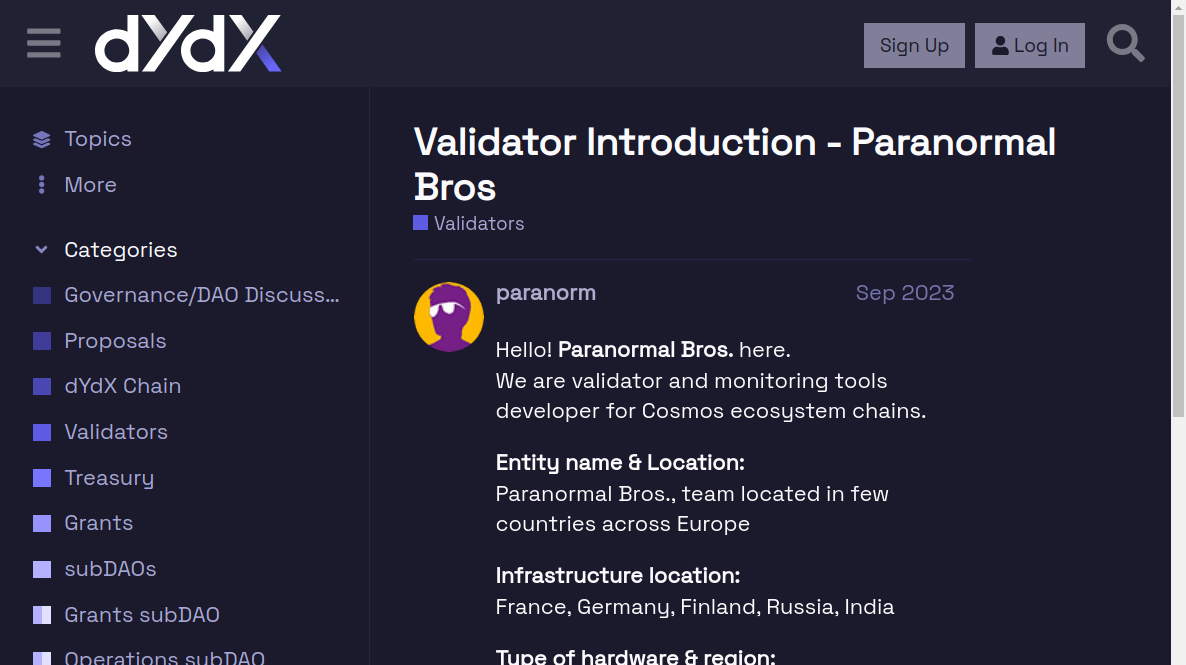 dYdX
Sign Up
Log In
Topics
More
Categories
Governance/DAO Discuss...
Proposals
dYdX Chain
Validators
Treasury
Grants
subDAOs
Grants subDAO
Operations subDAO
Validator Introduction - Paranormal
Bros
Validators
paranorm
Sep 2023
Hello! Paranormal Bros. here.
We are validator and monitoring tools
developer for Cosmos ecosystem chains.
Entity name & Location:
Paranormal Bros., team located in few
countries across Europe
Infrastructure location:
France, Germany, Finland, Russia, India
Type of hardware & region: